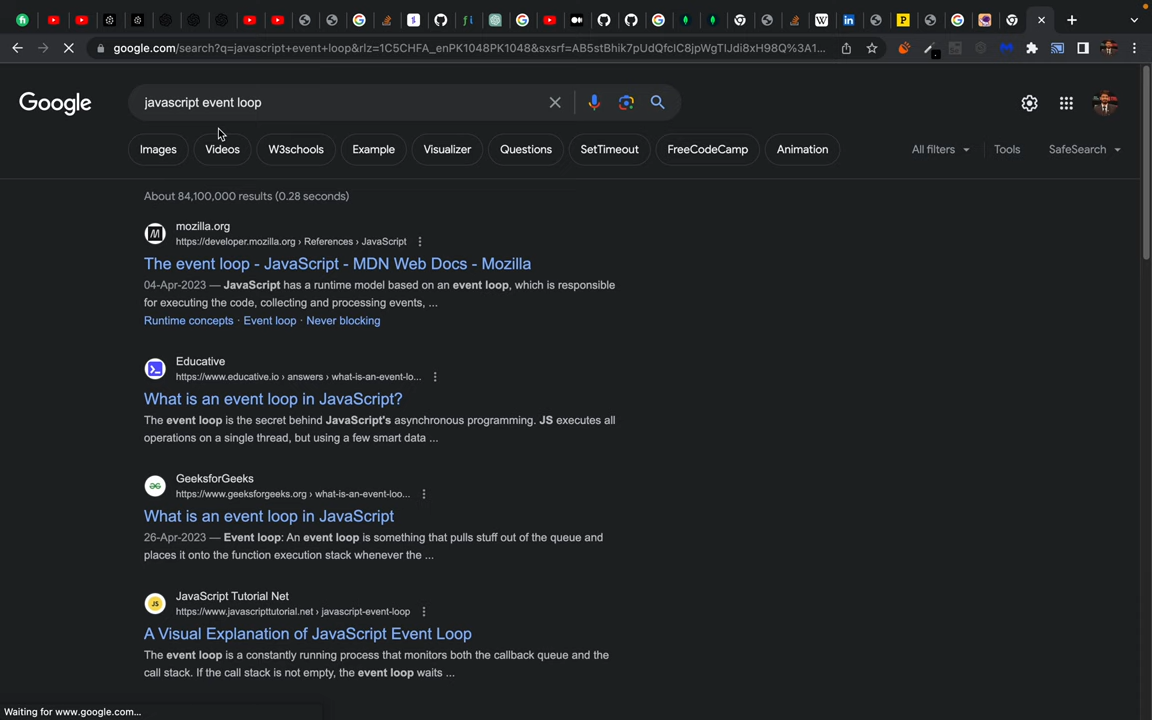 google.com/search?q=javascript+event+loop&rlz=1C5CHFA_enPK1048PK1048&sxsrf=AB5stBhik7pUdQfcIC8jpWgTIJdi8xH98Q%3A1...
Google
javascript event loop
Images
Videos
W3schools
Example
Visualizer
Questions
SetTimeout
FreeCodeCamp
Animation
All filters
Tools
SafeSearch
About 84,100,000 results (0.28 seconds)
mozilla.org
https://developer.mozilla.org › References › JavaScript
The event loop - JavaScript - MDN Web Docs - Mozilla
04-Apr-2023 — JavaScript has a runtime model based on an event loop, which is responsible
for executing the code, collecting and processing events, ...
Runtime concepts · Event loop · Never blocking
Educative
https://www.educative.io › answers › what-is-an-event-lo...
What is an event loop in JavaScript?
The event loop is the secret behind JavaScript's asynchronous programming. JS executes all
operations on a single thread, but using a few smart data ...
GeeksforGeeks
https://www.geeksforgeeks.org › what-is-an-event-loo...
What is an event loop in JavaScript
26-Apr-2023 — Event loop: An event loop is something that pulls stuff out of the queue and
places it onto the function execution stack whenever the ...
JavaScript Tutorial Net
https://www.javascripttutorial.net › javascript-event-loop
A Visual Explanation of JavaScript Event Loop
The event loop is a constantly running process that monitors both the callback queue and the
call stack. If the call stack is not empty, the event loop waits ...
Waiting for www.google.com...